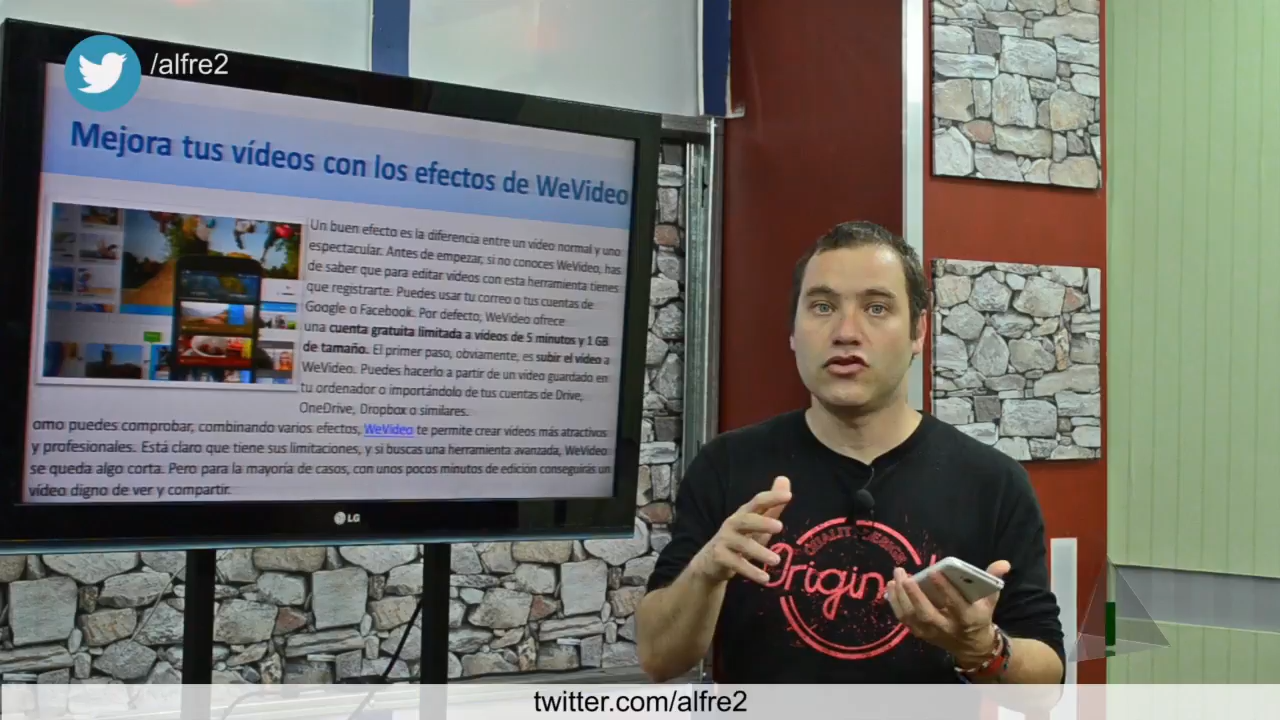 /alfre2
Mejora tus vídeos con los efectos de WeVideo
Un buen efecto es la diferencia entre un vídeo normal y uno
espectacular. Antes de empezar, si no conoces WeVideo, has
de saber que para editar vídeos con esta herramienta tienes
que registrarte. Puedes usar tu correo o tus cuentas de
Google o Facebook. Por defecto, WeVideo ofrece
una cuenta gratuita limitada a vídeos de 5 minutos y 1 GB
de tamaño. El primer paso, obviamente, es subir el vídeo a
WeVideo. Puedes hacerlo a partir de un vídeo guardado en
tu ordenador o importándolo de tus cuentas de Drive,
OneDrive, Dropbox o similares.
omo puedes comprobar, combinando varios efectos, WeVideo te permite crear vídeos más atractivos
y profesionales. Está claro que tiene sus limitaciones, y si buscas una herramienta avanzada, WeVideo
se queda algo corta. Pero para la mayoría de casos, con unos pocos minutos de edición conseguirás un
vídeo digno de ver y compartir.
LG
QUALITY DESIGN
Origin
twitter.com/alfre2